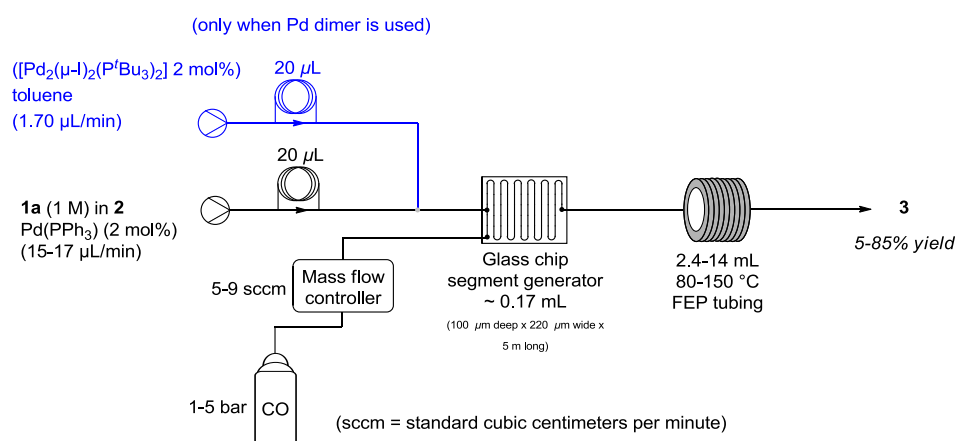 (only when Pd dimer is used)
([Pd₂(μ-I)₂(PᵗBu₃)₂] 2 mol%)
toluene
(1.70 μL/min)
20 μL
20 μL
1a (1 M) in 2
Pd(PPh₃) (2 mol%)
(15-17 μL/min)
5-9 sccm
Mass flow
controller
1-5 bar
CO
Glass chip
segment generator
~ 0.17 mL
(100 μm deep x 220 μm wide x
5 m long)
2.4-14 mL
80-150 °C
FEP tubing
3
5-85% yield
(sccm = standard cubic centimeters per minute)